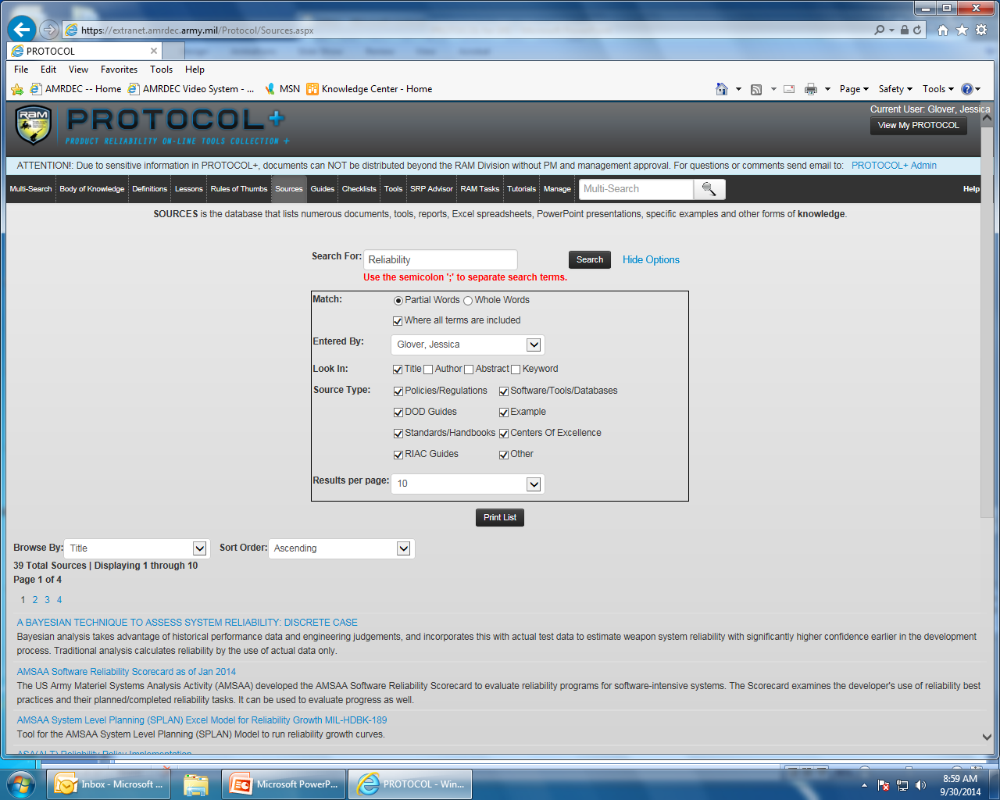 https://extranet.amrdec.army.mil/Protocol/Sources.aspx
PROTOCOL
File Edit View Favorites Tools Help
AMRDEC -- Home AMRDEC Video System - ... MSN Knowledge Center - Home Page Safety Tools
RAM PROTOCOL+ Current User: Glover, Jessica
PRODUCT RELIABILITY ON-LINE TOOLS COLLECTION + View My PROTOCOL
ATTENTION!: Due to sensitive information in PROTOCOL+, documents can NOT be distributed beyond the RAM Division without PM and management approval. For questions or comments send email to: PROTOCOL+ Admin
Multi-Search Body of Knowledge Definitions Lessons Rules of Thumbs Sources Guides Checklists Tools SRP Advisor RAM Tasks Tutorials Manage Multi-Search Help
SOURCES is the database that lists numerous documents, tools, reports, Excel spreadsheets, PowerPoint presentations, specific examples and other forms of knowledge.
Search For: Reliability Search Hide Options
Use the semicolon ';' to separate search terms.
Match: Partial Words Whole Words
Where all terms are included
Entered By: Glover, Jessica
Look In: Title Author Abstract Keyword
Source Type: Policies/Regulations Software/Tools/Databases
DOD Guides Example
Standards/Handbooks Centers Of Excellence
RIAC Guides Other
Results per page: 10
Print List
Browse By: Title Sort Order: Ascending
39 Total Sources | Displaying 1 through 10
Page 1 of 4
1 2 3 4
A BAYESIAN TECHNIQUE TO ASSESS SYSTEM RELIABILITY: DISCRETE CASE
Bayesian analysis takes advantage of historical performance data and engineering judgements, and incorporates this with actual test data to estimate weapon system reliability with significantly higher confidence earlier in the development
process. Traditional analysis calculates reliability by the use of actual data only.
AMSAA Software Reliability Scorecard as of Jan 2014
The US Army Materiel Systems Analysis Activity (AMSAA) developed the AMSAA Software Reliability Scorecard to evaluate reliability programs for software-intensive systems. The Scorecard examines the developer's use of reliability best
practices and their planned/completed reliability tasks. It can be used to evaluate progress as well.
AMSAA System Level Planning (SPLAN) Excel Model for Reliability Growth MIL-HDBK-189
Tool for the AMSAA System Level Planning (SPLAN) Model to run reliability growth curves.
ASA(ALT) Reliability Policy Implementation
Inbox - Microsoft ... Microsoft PowerP... PROTOCOL - Win... 8:59 AM
9/30/2014